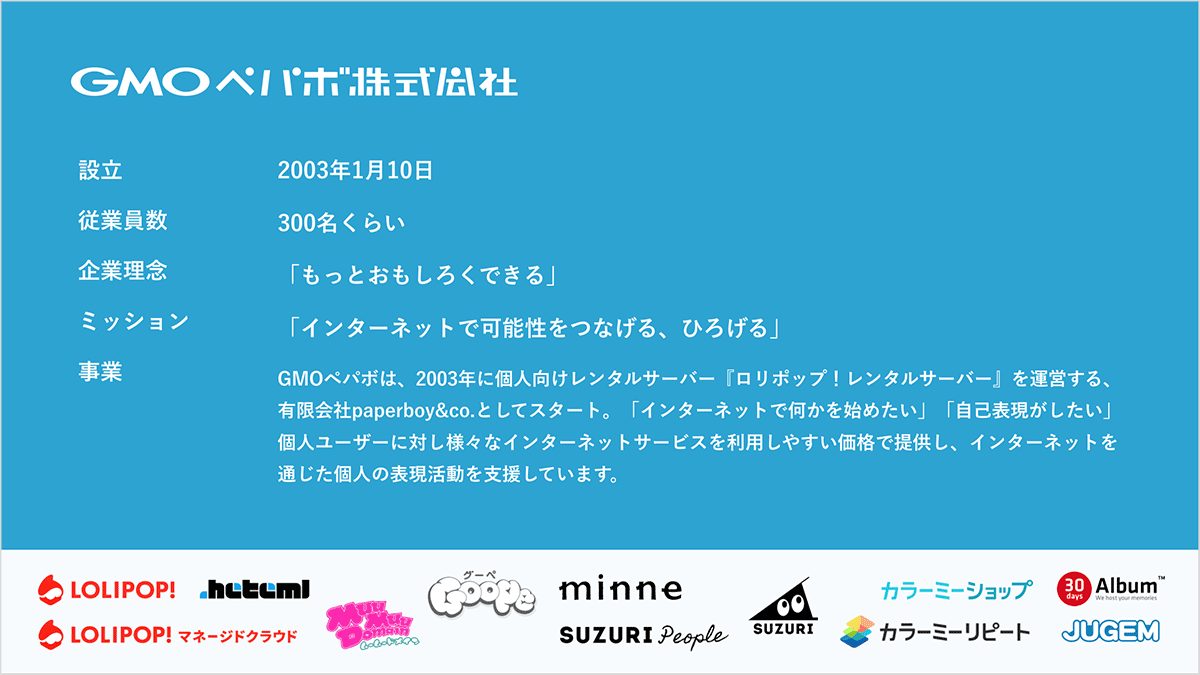 GMOペパボ株式会社
設立 2003年1月10日
従業員数 300名くらい
企業理念 「もっとおもしろくできる」
ミッション 「インターネットで可能性をつなげる、ひろげる」
事業 GMOペパボは、2003年に個人向けレンタルサーバー『ロリポップ！レンタルサーバー』を運営する、
有限会社paperboy&co.としてスタート。「インターネットで何かを始めたい」「自己表現がしたい」
個人ユーザーに対し様々なインターネットサービスを利用しやすい価格で提供し、インターネットを
通じた個人の表現活動を支援しています。
LOLIPOP!
.heteml
LOLIPOP! マネージドクラウド
MUU
MUU
Domain
ムームードメイン
グーペ
Goope
minne
SUZURI People
SUZURI
カラーミーショップ
カラーミーリピート
30 days Album™
We host your memories
JUGEM